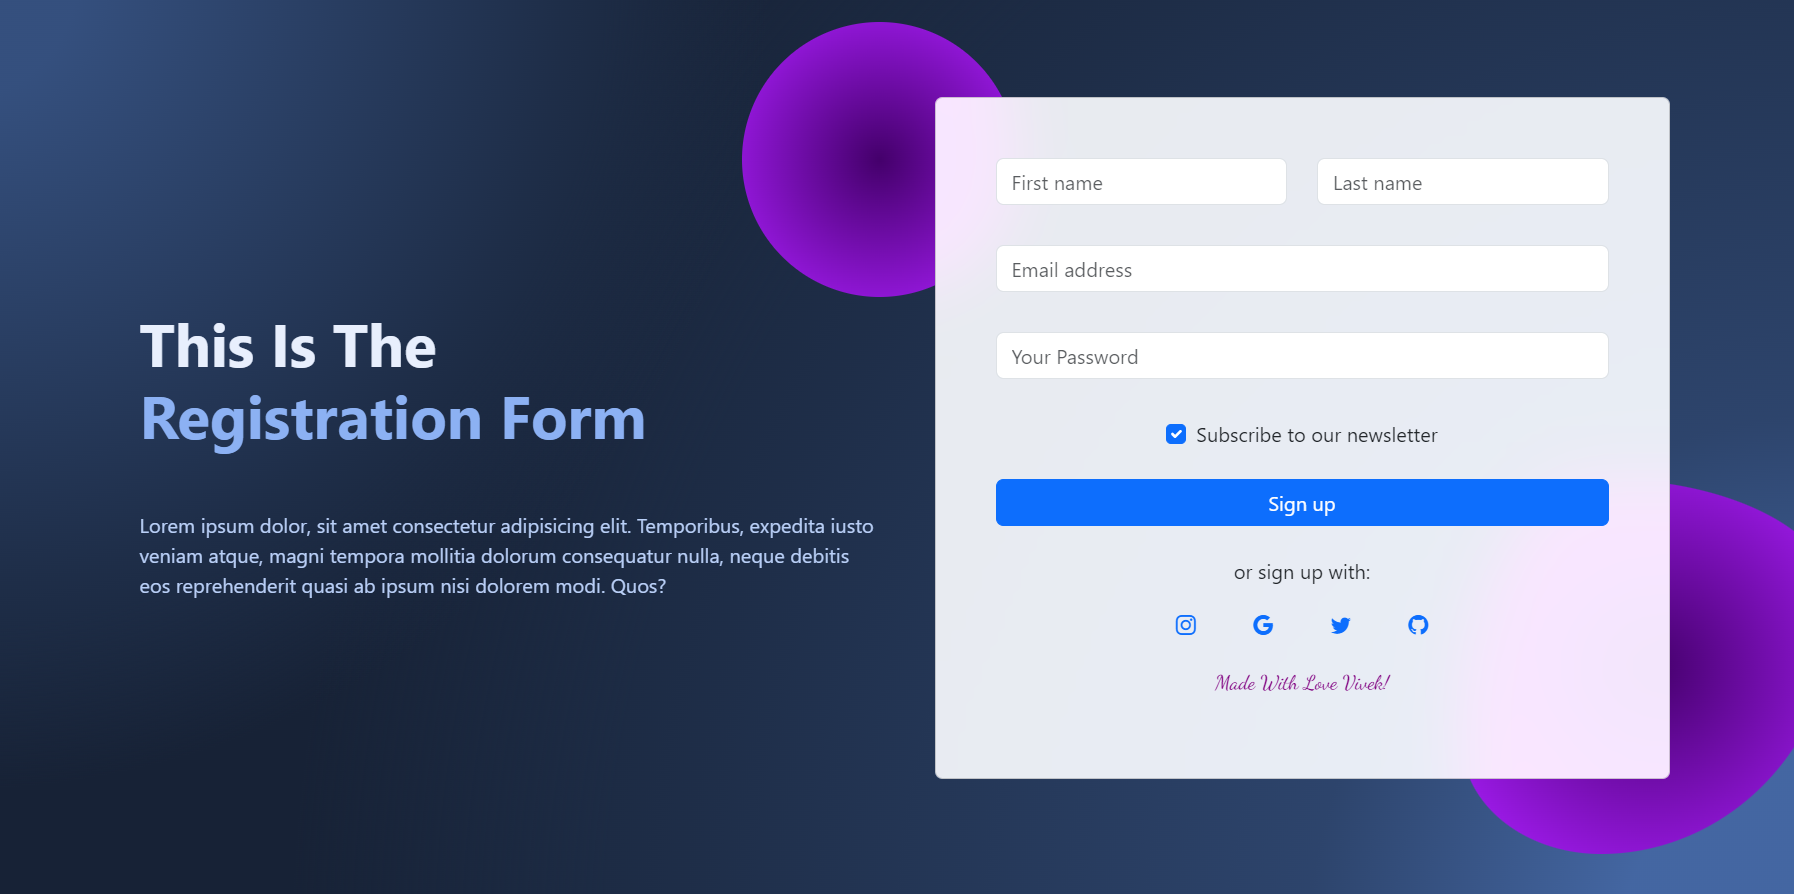 This Is The
Registration Form
Lorem ipsum dolor, sit amet consectetur adipisicing elit. Temporibus, expedita iusto
veniam atque, magni tempora mollitia dolorum consequatur nulla, neque debitis
eos reprehenderit quasi ab ipsum nisi dolorem modi. Quos?
First name
Last name
Email address
Your Password
Subscribe to our newsletter
Sign up
or sign up with:
Made With Love Vivek!